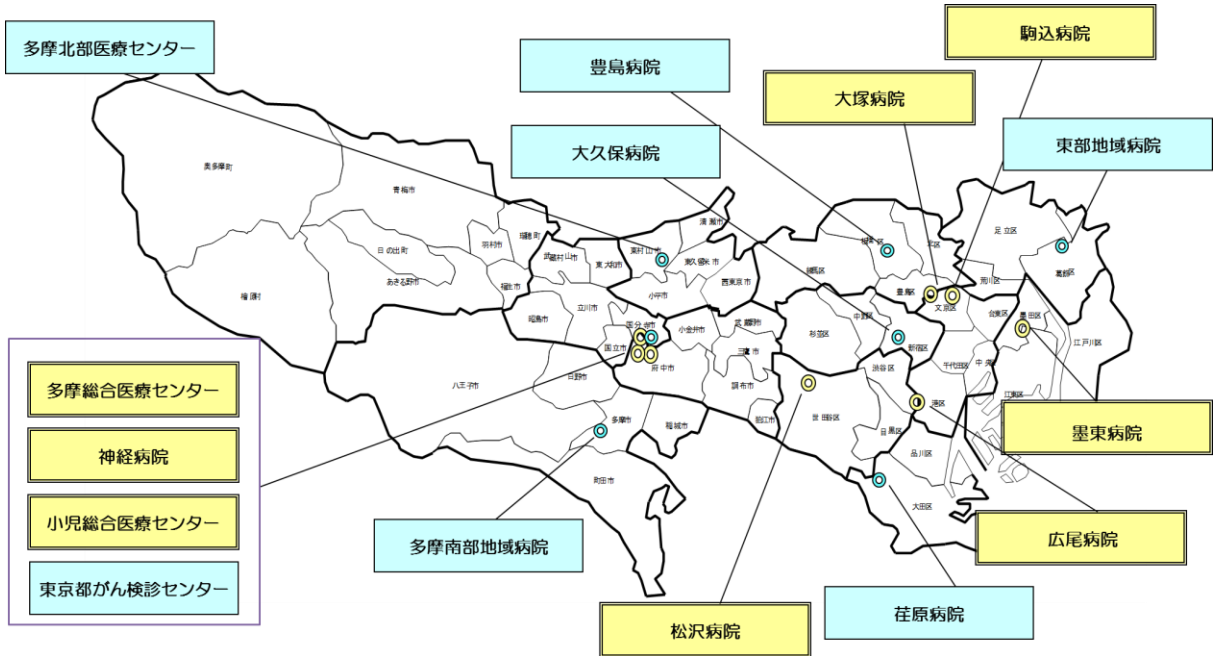 駒込病院
多摩北部医療センター
豊島病院
大塚病院
大久保病院
東部地域病院
奥多摩町
青梅市
清瀬市
足立区
板橋区
北区
瑞穂町
羽村市
武蔵村山市
東大和市
東村山市
東久留米市
日の出町
練馬区
葛飾区
荒川区
あきる野市
福生市
小平市
西東京市
豊島区
文京区
檜原村
立川市
昭島市
国分寺市
小金井市
武蔵野市
杉並区
中野区
新宿区
台東区
墨田区
江戸川区
国立市
府中市
三鷹市
渋谷区
千代田区
中央
八王子市
日野市
調布市
世田谷区
港区
江東区
多摩市
稲城市
狛江市
目黒区
品川区
町田市
大田区
多摩総合医療センター
神経病院
小児総合医療センター
東京都がん検診センター
墨東病院
多摩南部地域病院
広尾病院
松沢病院
荏原病院